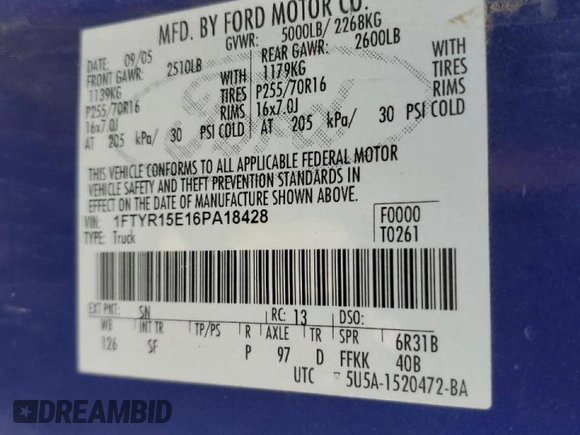 MFD. BY FORD MOTOR CO.
DATE: 09/05 GVWR: 5000LB/ 2268KG
FRONT GAWR: 2510LB REAR GAWR: 2600LB
1139KG WITH 1179KG WITH
P255/70R16 TIRES P255/70R16 TIRES
16x7.0J RIMS 16x7.0J RIMS
AT 205 kPa/ 30 PSI COLD AT 205 kPa/ 30 PSI COLD
THIS VEHICLE CONFORMS TO ALL APPLICABLE FEDERAL MOTOR
VEHICLE SAFETY AND THEFT PREVENTION STANDARDS IN
EFFECT ON THE DATE OF MANUFACTURE SHOWN ABOVE.
VIN: 1FTYR15E16PA18428 F0000
TYPE: Truck T0261
EXT PNT: SN RC: 13 DSO:
WB INT TR TP/PS R AXLE TR SPR 6R31B
126 SF P 97 D FFKK 40B
UTC ▽5U5A-1520472-BA
Ford
DREAMBID